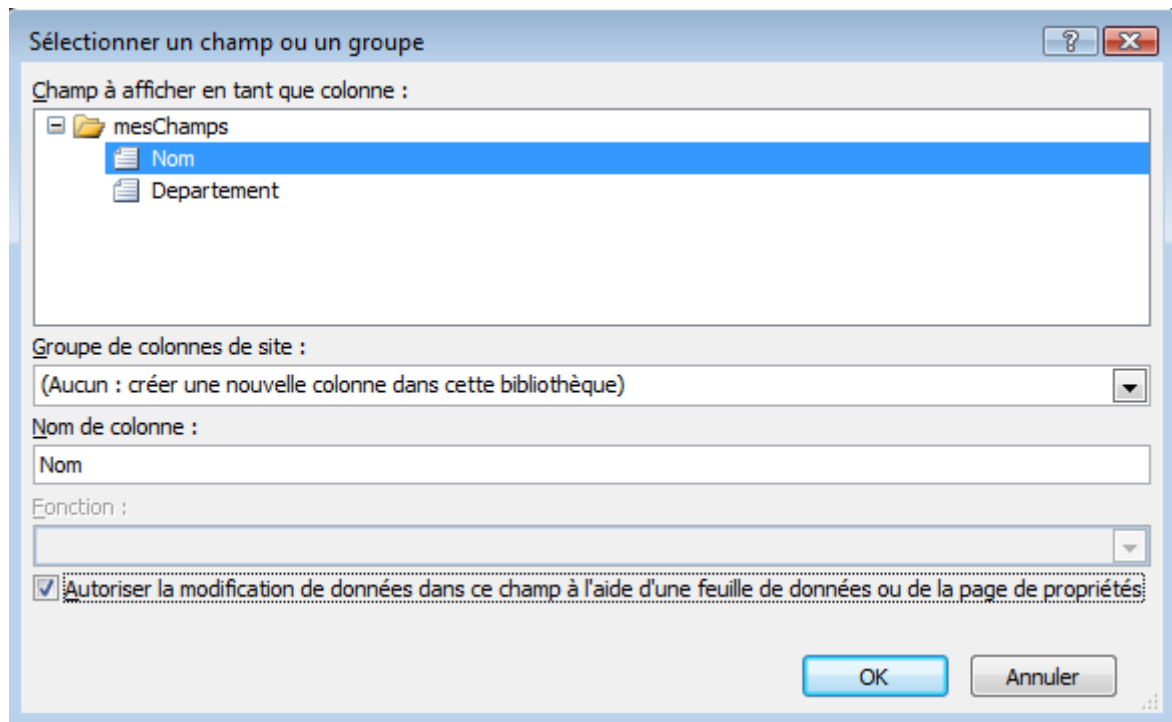 Sélectionner un champ ou un groupe
Champ à afficher en tant que colonne :
mesChamps
Nom
Departement
Groupe de colonnes de site :
(Aucun : créer une nouvelle colonne dans cette bibliothèque)
Nom de colonne :
Nom
Fonction :
Autoriser la modification de données dans ce champ à l'aide d'une feuille de données ou de la page de propriétés
OK Annuler